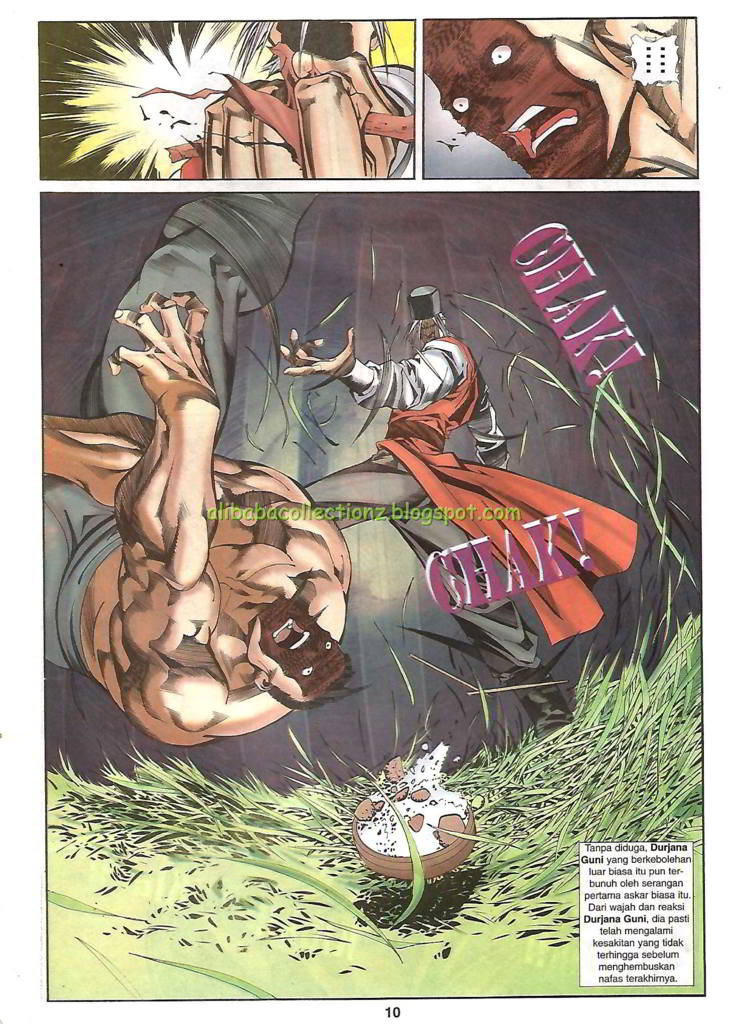 !!!!!!
CHAK!
alibabacollectionz.blogspot.com
CHAK!
Tanpa diduga, Durjana
Guni yang berkebolehan
luar biasa itu pun ter-
bunuh oleh serangan
pertama askar biasa itu.
Dari wajah dan reaksi
Durjana Guni, dia pasti
telah mengalami
kesakitan yang tidak
terhingga sebelum
menghembuskan
nafas terakhirnya.
10